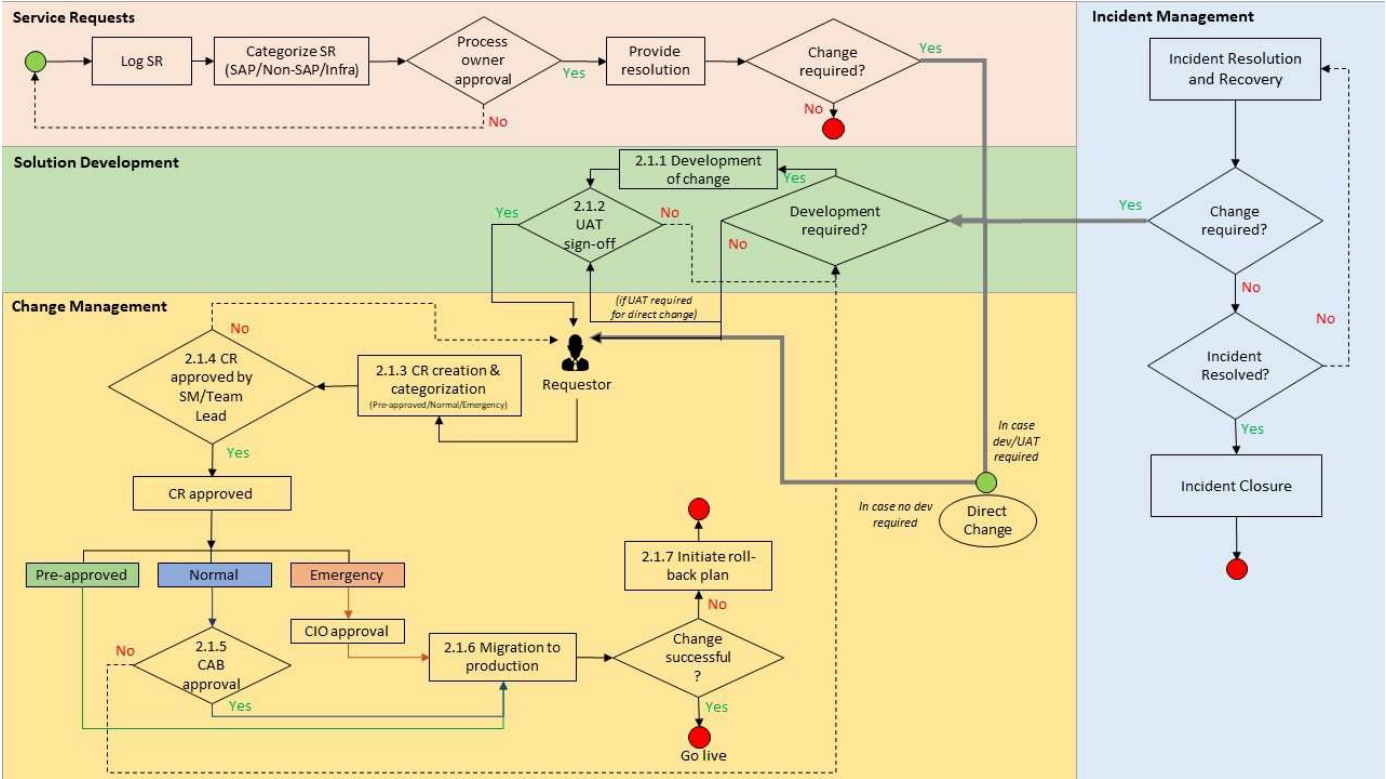 Service Requests
Log SR
Categorize SR
(SAP/Non-SAP/Infra)
Process
owner
approval
Yes
No
Provide
resolution
Change
required?
Yes
No
Incident Management
Incident Resolution
and Recovery
Change
required?
Yes
No
Incident
Resolved?
No
Yes
Incident Closure
Solution Development
2.1.1 Development
of change
Yes
Development
required?
No
2.1.2
UAT
sign-off
Yes
No
Change Management
(if UAT required
for direct change)
Requestor
2.1.3 CR creation &
categorization
(Pre-approved/Normal/Emergency)
No
2.1.4 CR
approved by
SM/Team
Lead
Yes
CR approved
Pre-approved
Normal
Emergency
CIO approval
2.1.5
CAB
approval
No
Yes
2.1.6 Migration to
production
Change
successful
?
No
2.1.7 Initiate roll-
back plan
Yes
Go live
In case
dev/UAT
required
In case no dev
required
Direct
Change